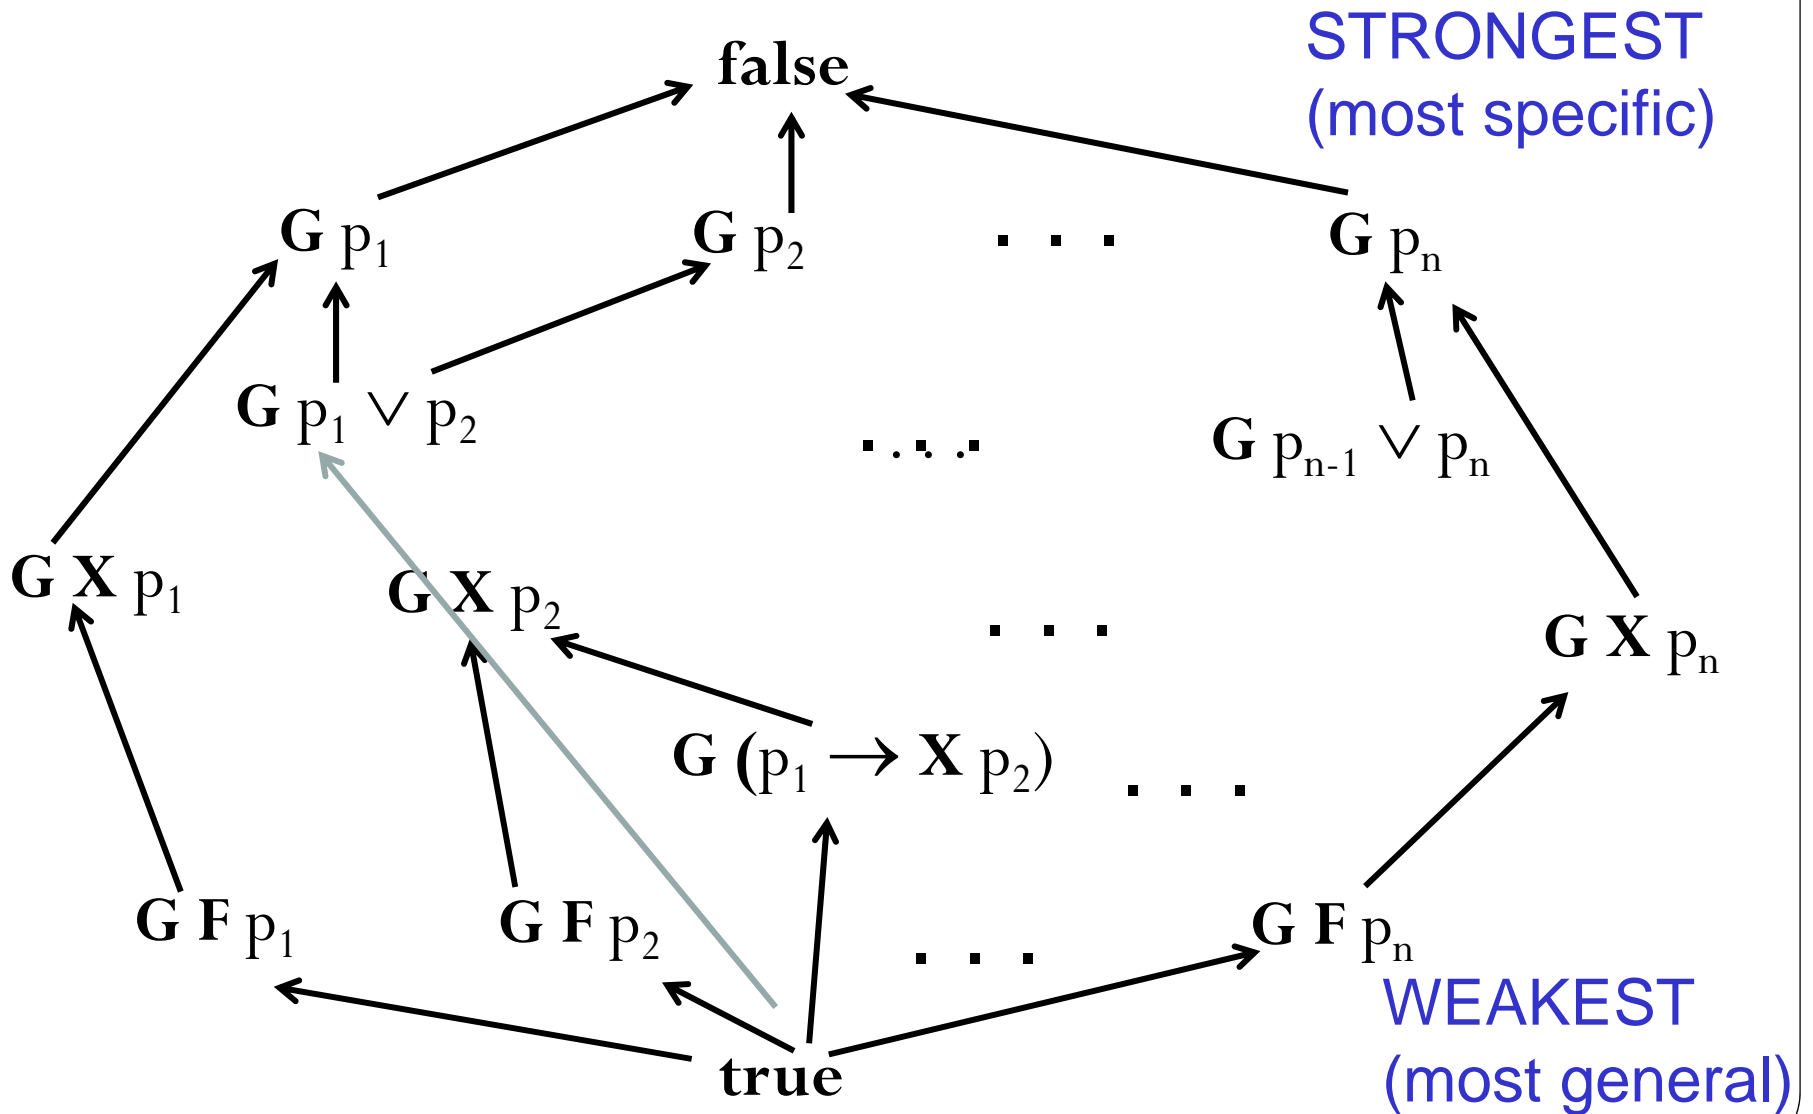 STRONGEST
(most specific)
false
G p₁
G p₂
. . .
G pₙ
G p₁ ∨ p₂
. . .
. . .
G pₙ₋₁ ∨ pₙ
G X p₁
G X p₂
. . .
G X pₙ
G (p₁ → X p₂)
. . .
G F p₁
G F p₂
. . .
G F pₙ
WEAKEST
(most general)
true